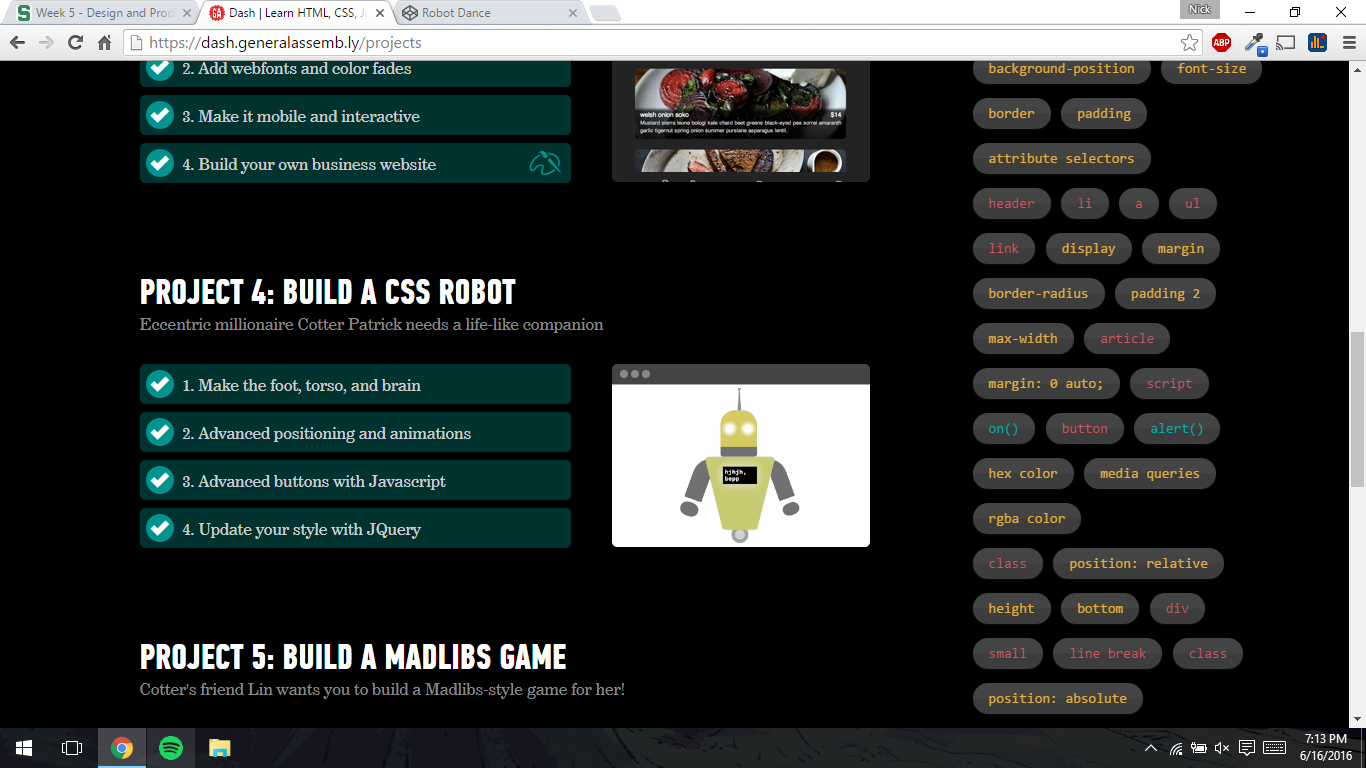 Week 5 - Design and Proc
Dash | Learn HTML, CSS, J
Robot Dance
Nick
https://dash.generalassemb.ly/projects
ABP
2. Add webfonts and color fades
3. Make it mobile and interactive
4. Build your own business website
welsh onion soko $14
Mustard sierra leone bologi kale chard beet greens black-eyed pea sorrel amaranth
garlic tigernut spring onion summer purslane asparagus lentil.
PROJECT 4: BUILD A CSS ROBOT
Eccentric millionaire Cotter Patrick needs a life-like companion
1. Make the foot, torso, and brain
2. Advanced positioning and animations
3. Advanced buttons with Javascript
4. Update your style with JQuery
hjhjh,
bepp
PROJECT 5: BUILD A MADLIBS GAME
Cotter's friend Lin wants you to build a Madlibs-style game for her!
background-position font-size
border padding
attribute selectors
header li a ul
link display margin
border-radius padding 2
max-width article
margin: 0 auto; script
on() button alert()
hex color media queries
rgba color
class position: relative
height bottom div
small line break class
position: absolute
7:13 PM
6/16/2016